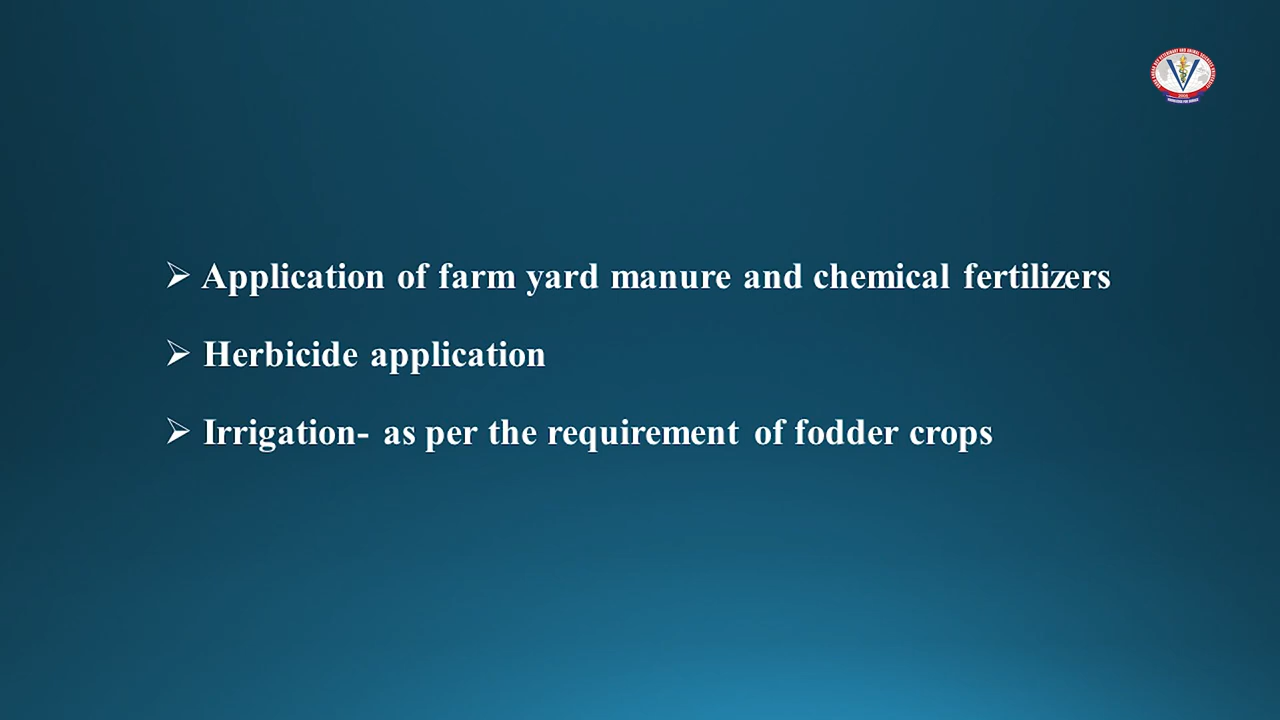 ➢ Application of farm yard manure and chemical fertilizers
➢ Herbicide application
➢ Irrigation- as per the requirement of fodder crops